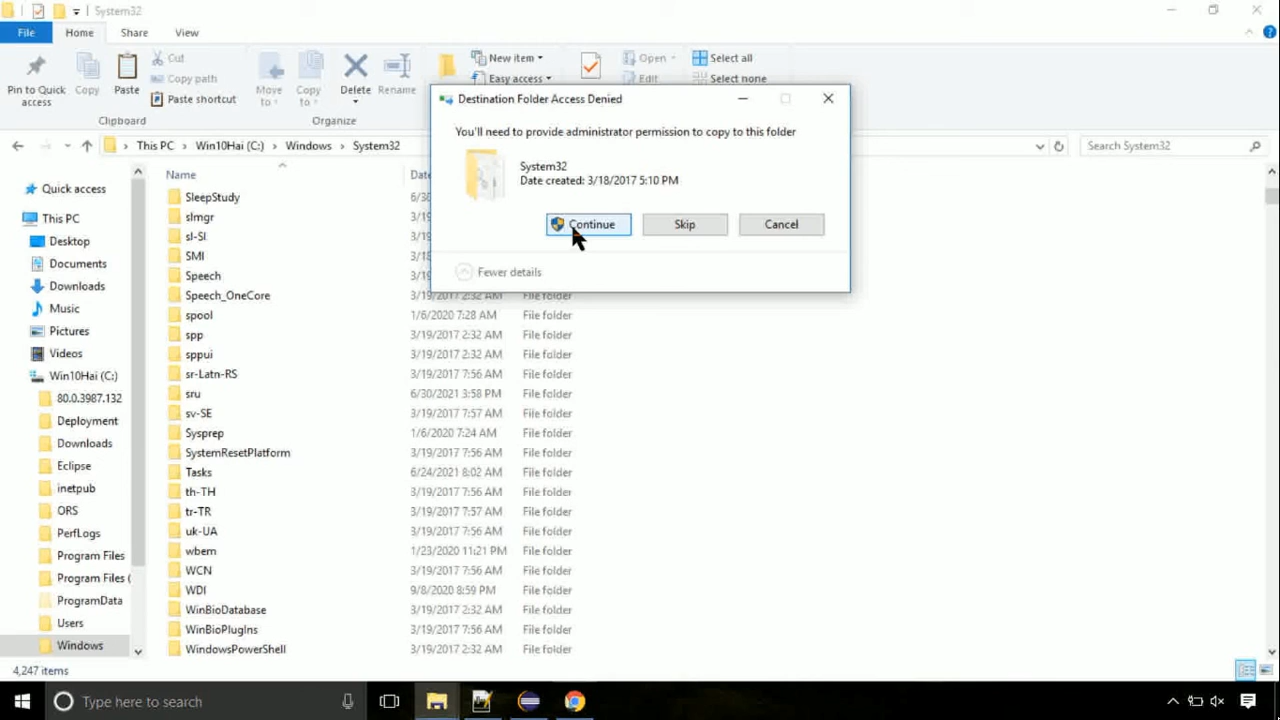 System32
File Home Share View
Pin to Quick access
Copy
Paste
Cut
Copy path
Paste shortcut
Clipboard
Move to
Copy to
Delete
Rename
Organize
New item
Easy access
Open
Edit
Select all
Select none
This PC > Win10Hai (C:) > Windows > System32
Search System32
Destination Folder Access Denied
You'll need to provide administrator permission to copy to this folder
System32
Date created: 3/18/2017 5:10 PM
Continue Skip Cancel
Fewer details
Quick access
This PC
Desktop
Documents
Downloads
Music
Pictures
Videos
Win10Hai (C:)
80.0.3987.132
Deployment
Downloads
Eclipse
inetpub
ORS
PerfLogs
Program Files
Program Files (
ProgramData
Users
Windows
Name
SleepStudy
slmgr
sl-SI
SMI
Speech
Speech_OneCore 3/19/2017 2:32 AM File folder
spool 1/6/2020 7:28 AM File folder
spp 3/19/2017 2:32 AM File folder
sppui 3/19/2017 2:32 AM File folder
sr-Latn-RS 3/19/2017 7:56 AM File folder
sru 6/30/2021 3:58 PM File folder
sv-SE 3/19/2017 7:57 AM File folder
Sysprep 1/6/2020 7:24 AM File folder
SystemResetPlatform 3/19/2017 7:56 AM File folder
Tasks 6/24/2021 8:02 AM File folder
th-TH 3/19/2017 7:56 AM File folder
tr-TR 3/19/2017 7:57 AM File folder
uk-UA 3/19/2017 7:56 AM File folder
wbem 1/23/2020 11:21 PM File folder
WCN 3/19/2017 7:56 AM File folder
WDI 9/8/2020 8:59 PM File folder
WinBioDatabase 3/19/2017 2:32 AM File folder
WinBioPlugIns 3/19/2017 7:56 AM File folder
WindowsPowerShell 3/19/2017 2:32 AM File folder
4,247 items
Type here to search